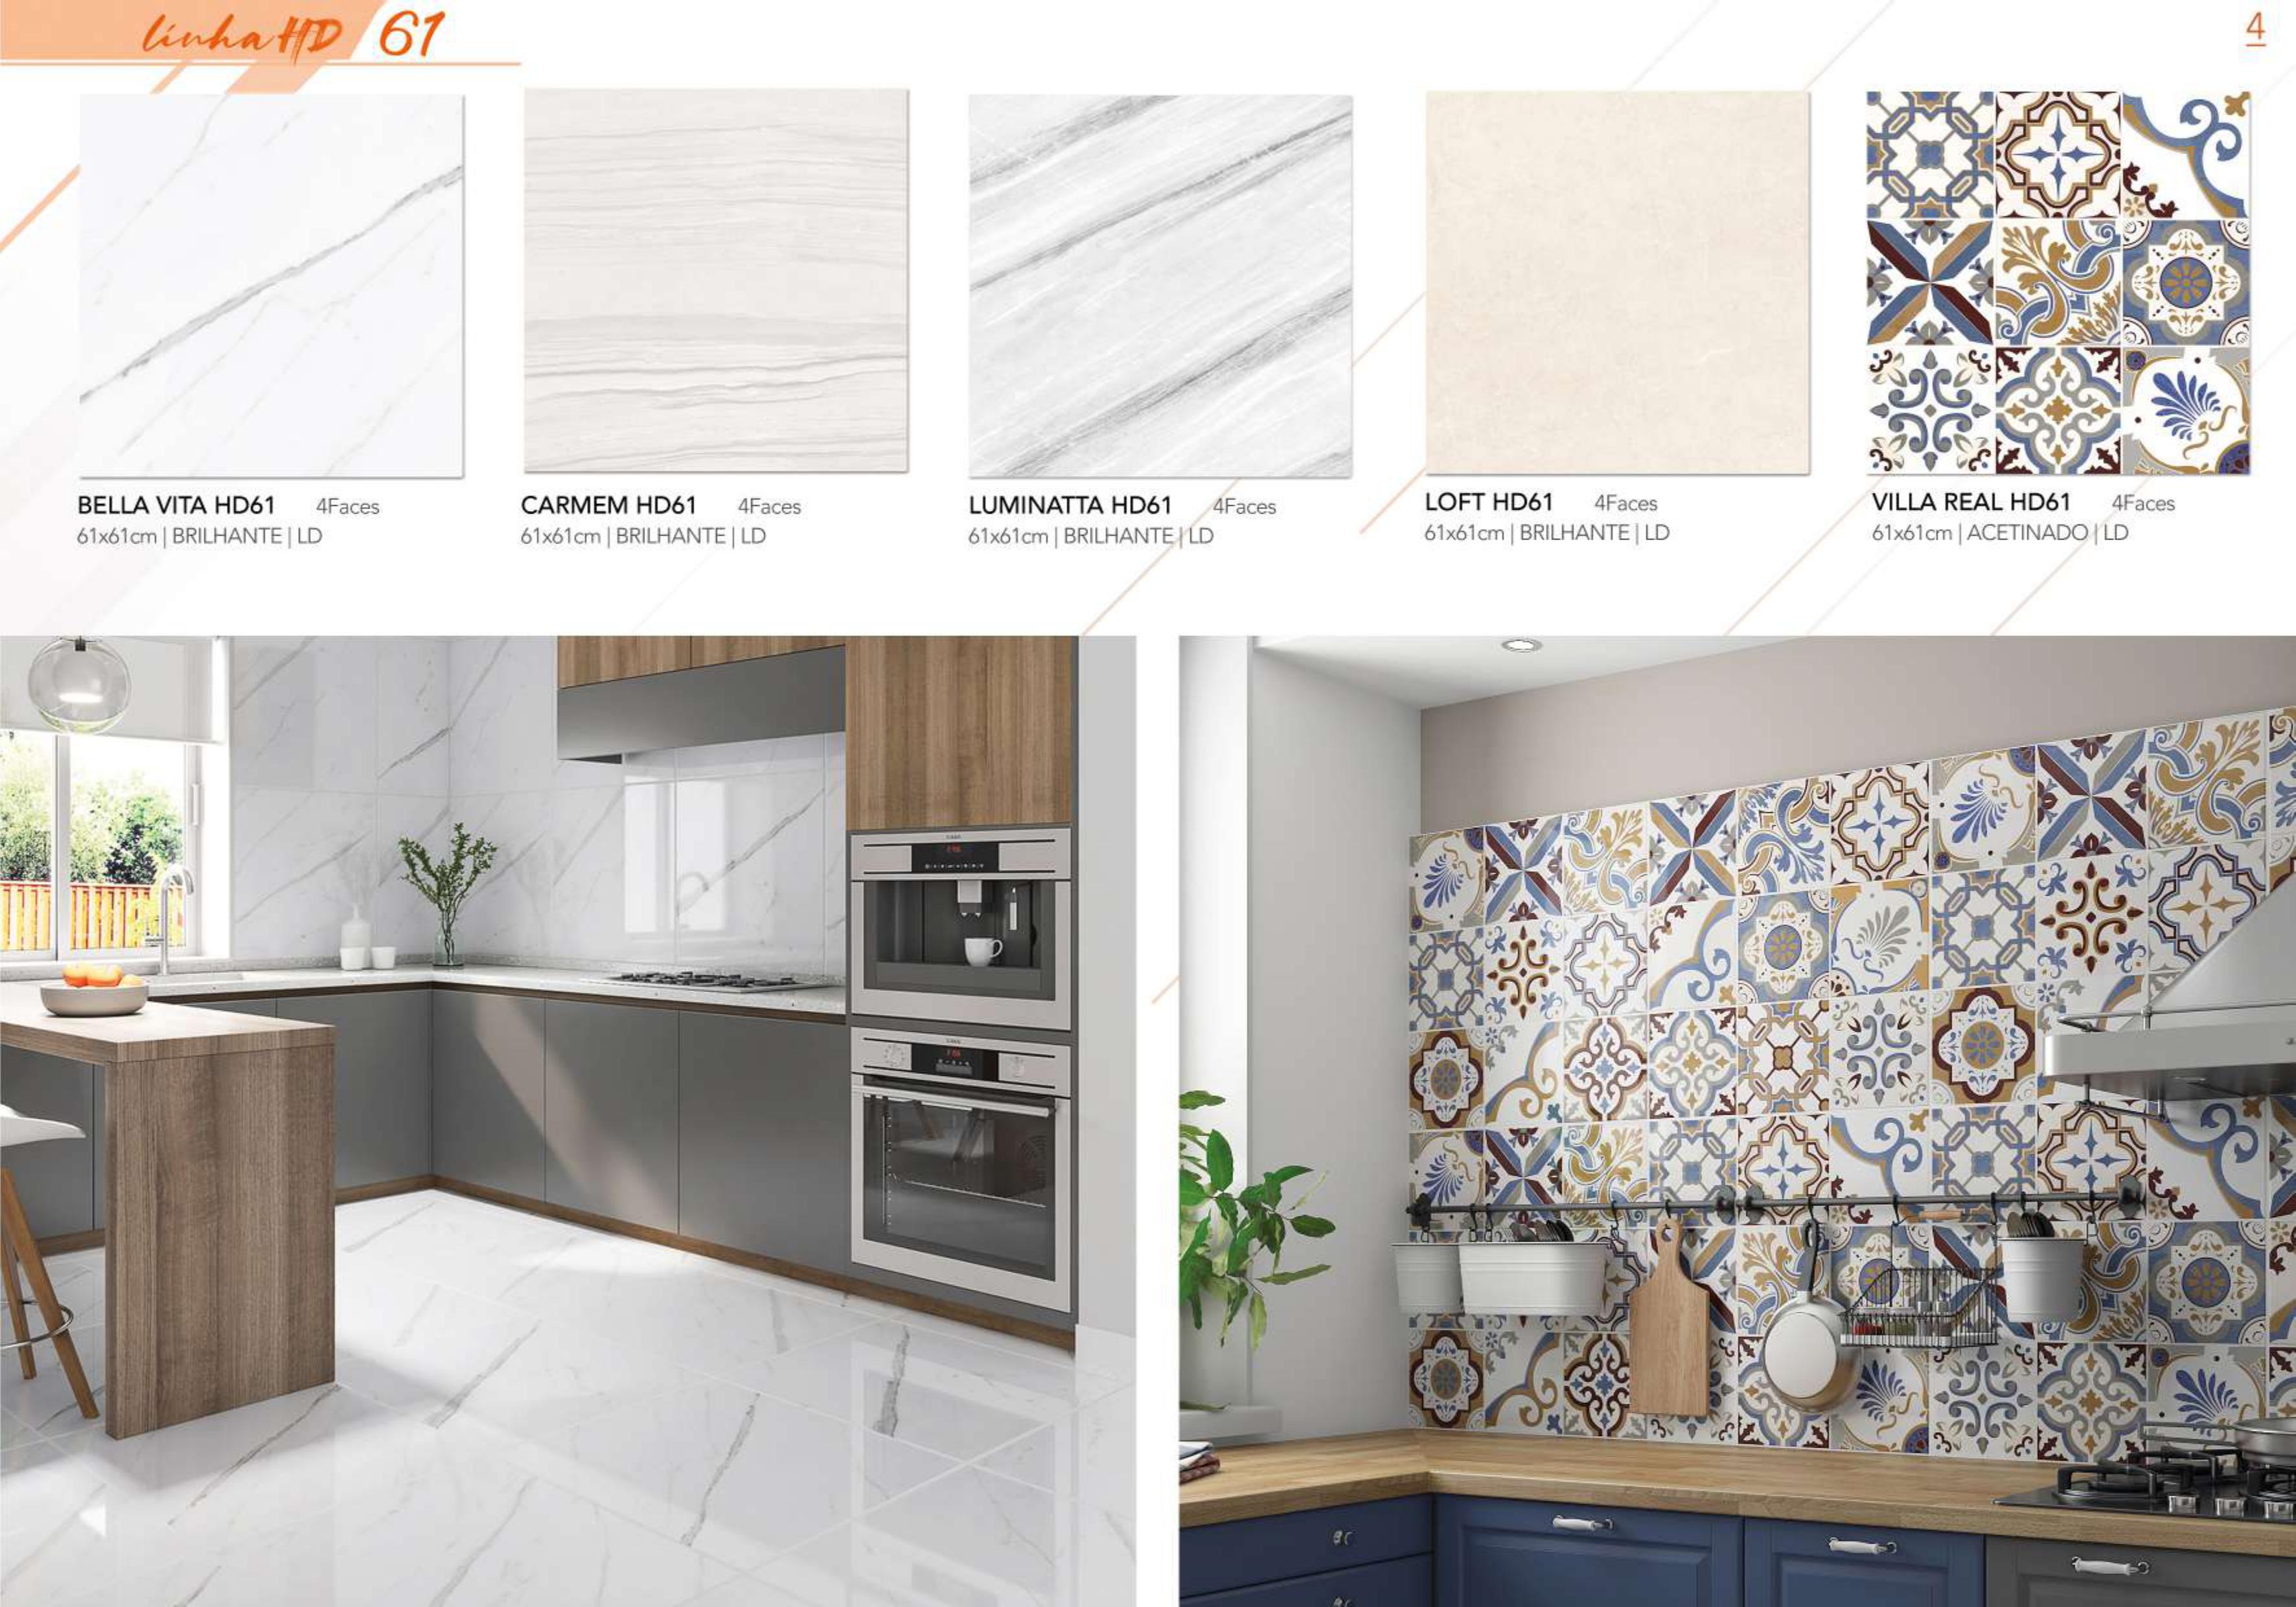 linha HD 61
4
BELLA VITA HD61 4Faces
61x61cm | BRILHANTE | LD
CARMEM HD61 4Faces
61x61cm | BRILHANTE | LD
LUMINATTA HD61 4Faces
61x61cm | BRILHANTE | LD
LOFT HD61 4Faces
61x61cm | BRILHANTE | LD
VILLA REAL HD61 4Faces
61x61cm | ACETINADO | LD